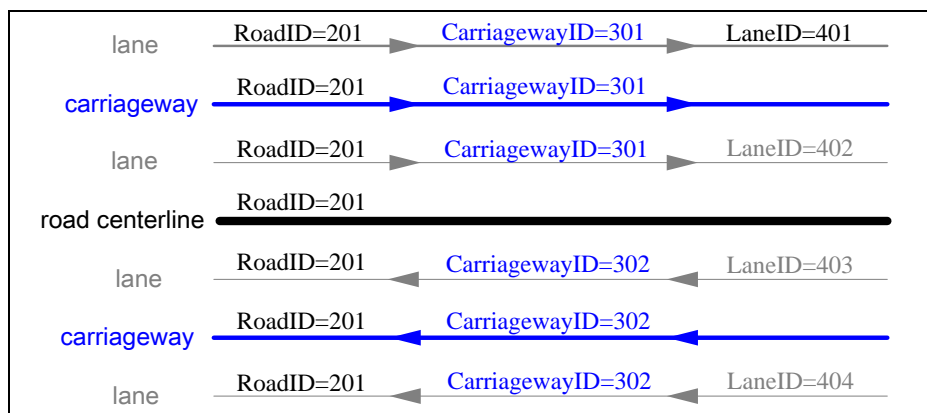 lane RoadID=201 CarriagewayID=301 LaneID=401
carriageway RoadID=201 CarriagewayID=301
lane RoadID=201 CarriagewayID=301 LaneID=402
road centerline RoadID=201
lane RoadID=201 CarriagewayID=302 LaneID=403
carriageway RoadID=201 CarriagewayID=302
lane RoadID=201 CarriagewayID=302 LaneID=404